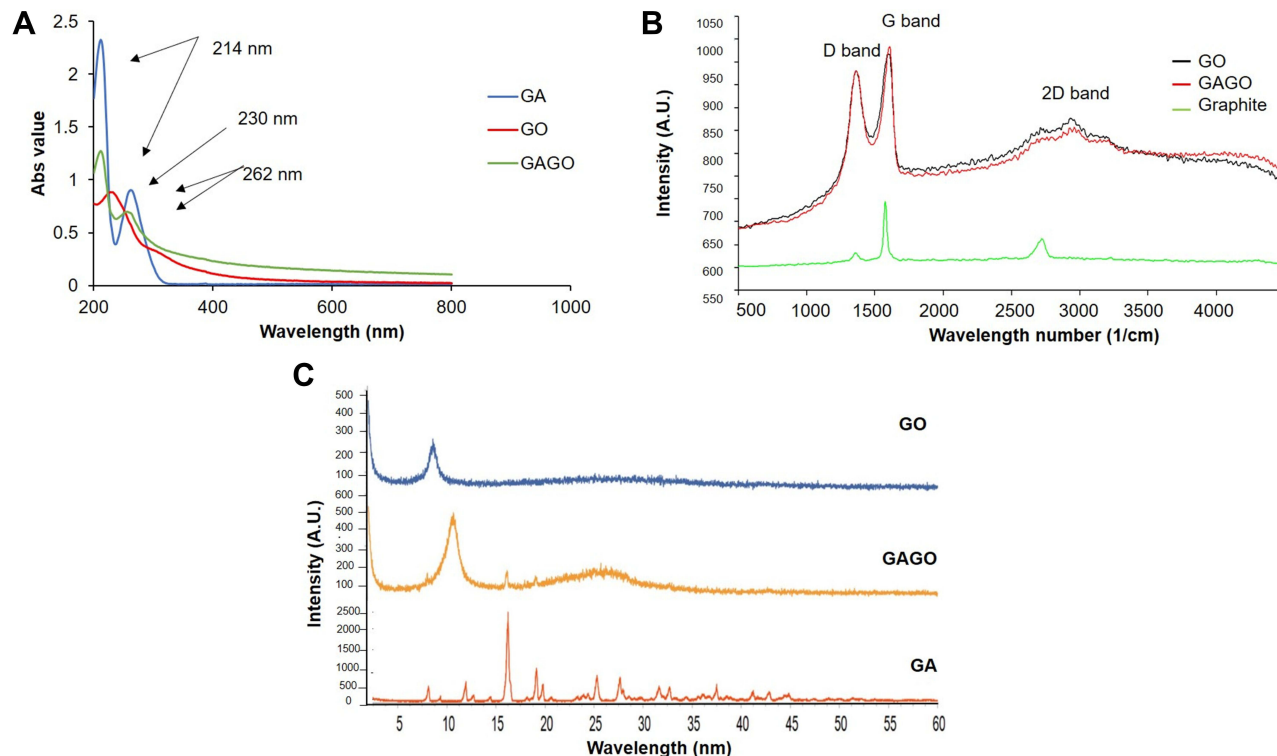 A
2.5
2
1.5
1
0.5
0
Abs value
200
400
600
800
1000
Wavelength (nm)
214 nm
230 nm
262 nm
GA
GO
GAGO
B
1050
1000
950
900
850
800
750
700
650
600
550
Intensity (A.U.)
D band
G band
2D band
GO
GAGO
Graphite
500
1000
1500
2000
2500
3000
3500
4000
Wavelength number (1/cm)
C
500
400
300
200
100
600
500
400
300
200
100
2500
2000
1500
1000
500
0
Intensity (A.U.)
GO
GAGO
GA
5
10
15
20
25
30
35
40
45
50
55
60
Wavelength (nm)